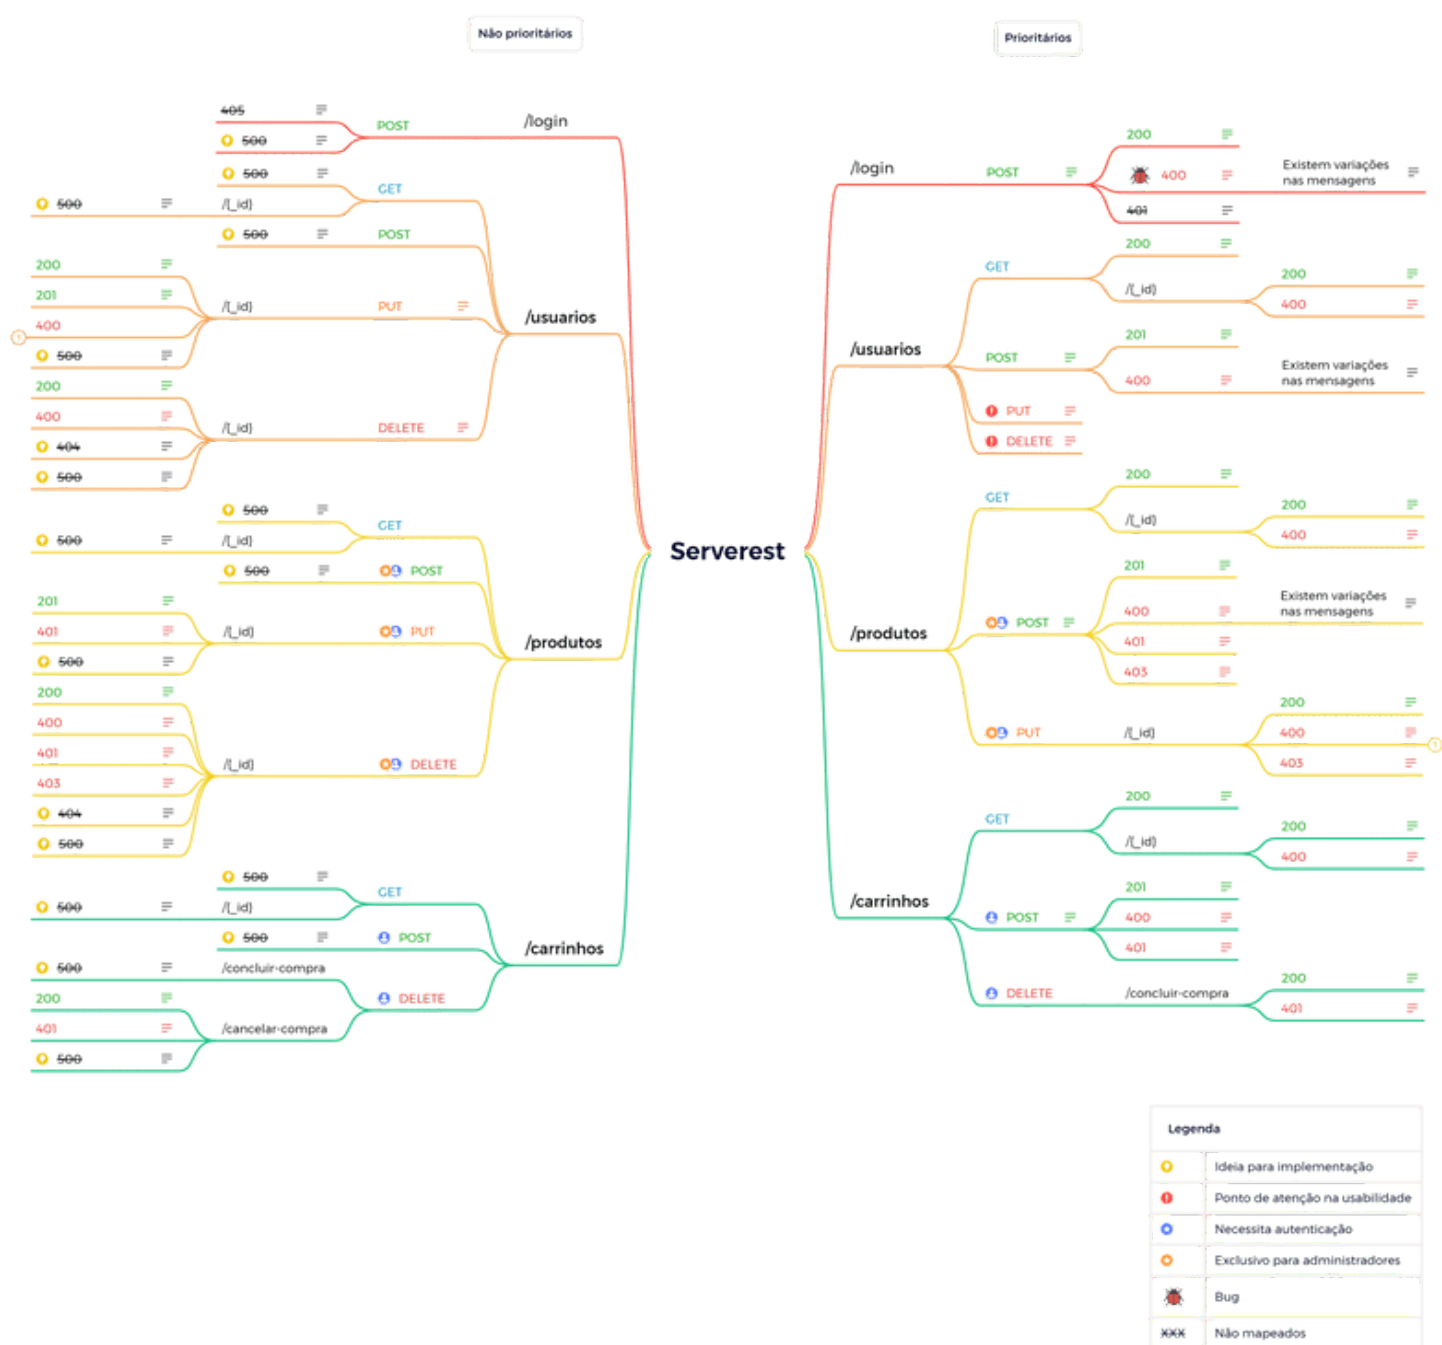 Não prioritários
Prioritários
405
POST
/login
500
500
GET
500
/{_id}
500
POST
200
201
/{_id}
PUT
/usuarios
400
1
500
200
400
/{_id}
DELETE
404
500
500
GET
500
/{_id}
500
POST
201
401
/{_id}
PUT
/produtos
500
200
400
401
/{_id}
DELETE
403
404
500
500
GET
500
/{_id}
500
POST
/carrinhos
500
/concluir-compra
200
DELETE
401
/cancelar-compra
500
Serverest
200
/login
POST
400
Existem variações
nas mensagens
401
200
GET
/{_id}
200
400
/usuarios
201
POST
400
Existem variações
nas mensagens
PUT
DELETE
200
GET
/{_id}
200
400
201
/produtos
POST
400
Existem variações
nas mensagens
401
403
200
PUT
/{_id}
400
1
403
200
GET
/{_id}
200
400
/carrinhos
201
POST
400
401
200
DELETE
/concluir-compra
401
Legenda
Ideia para implementação
Ponto de atenção na usabilidade
Necessita autenticação
Exclusivo para administradores
Bug
XXX
Não mapeados